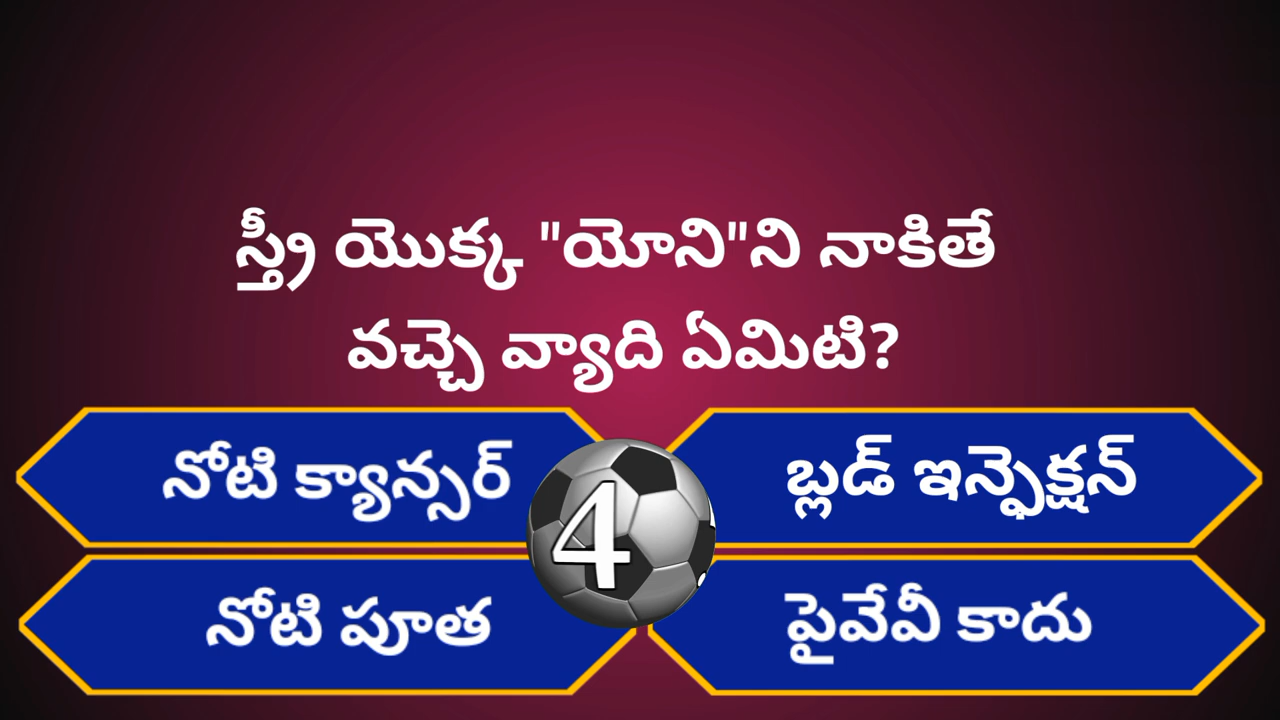 స్త్రీ యొక్క "యోని"ని నాకితే
వచ్చె వ్యాది ఏమిటి?
నోటి క్యాన్సర్
బ్లడ్ ఇన్ఫెక్షన్
4
నోటి పూత
పైవేవీ కాదు